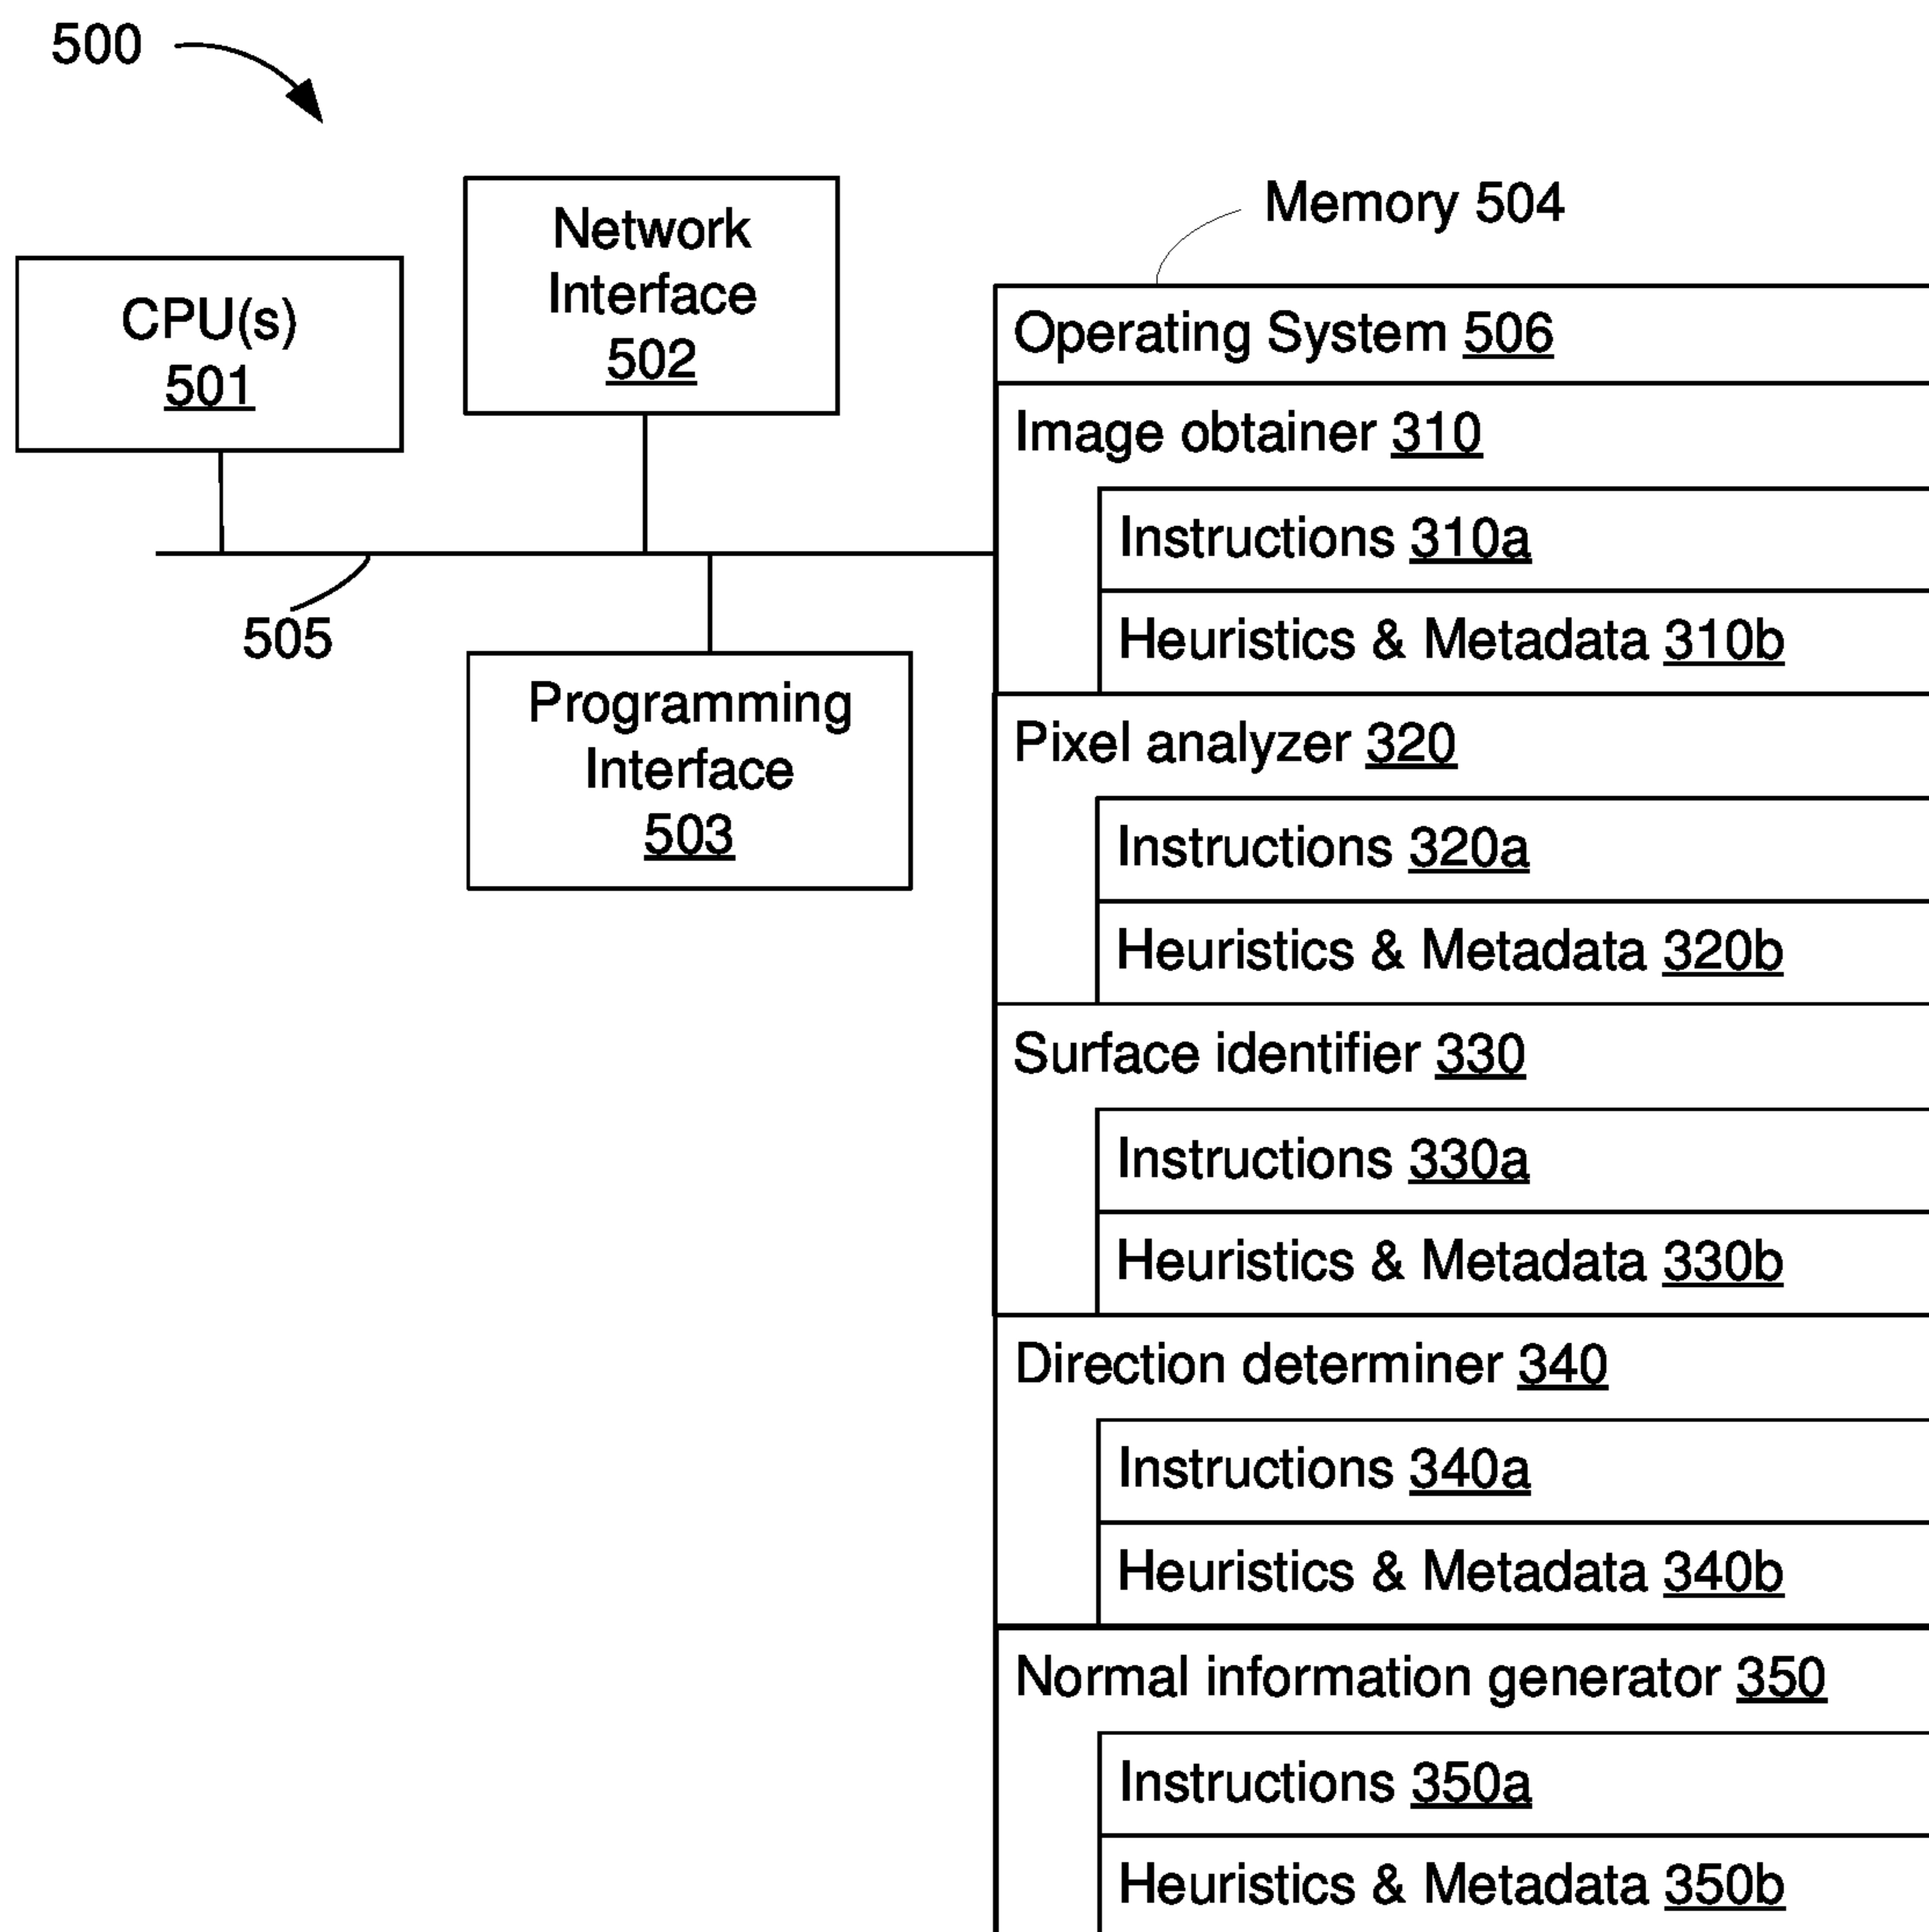 500
Memory 504
Network
Interface
502
CPU(s)
501
505
Programming
Interface
503
Operating System 506
Image obtainer 310
Instructions 310a
Heuristics & Metadata 310b
Pixel analyzer 320
Instructions 320a
Heuristics & Metadata 320b
Surface identifier 330
Instructions 330a
Heuristics & Metadata 330b
Direction determiner 340
Instructions 340a
Heuristics & Metadata 340b
Normal information generator 350
Instructions 350a
Heuristics & Metadata 350b